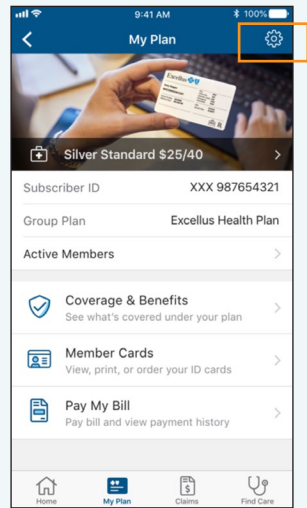 9:41 AM
100%
My Plan
Excellus
Silver Standard $25/40
Subscriber ID
XXX 987654321
Group Plan
Excellus Health Plan
Active Members
Coverage & Benefits
See what's covered under your plan
Member Cards
View, print, or order your ID cards
Pay My Bill
Pay bill and view payment history
Home
My Plan
Claims
Find Care